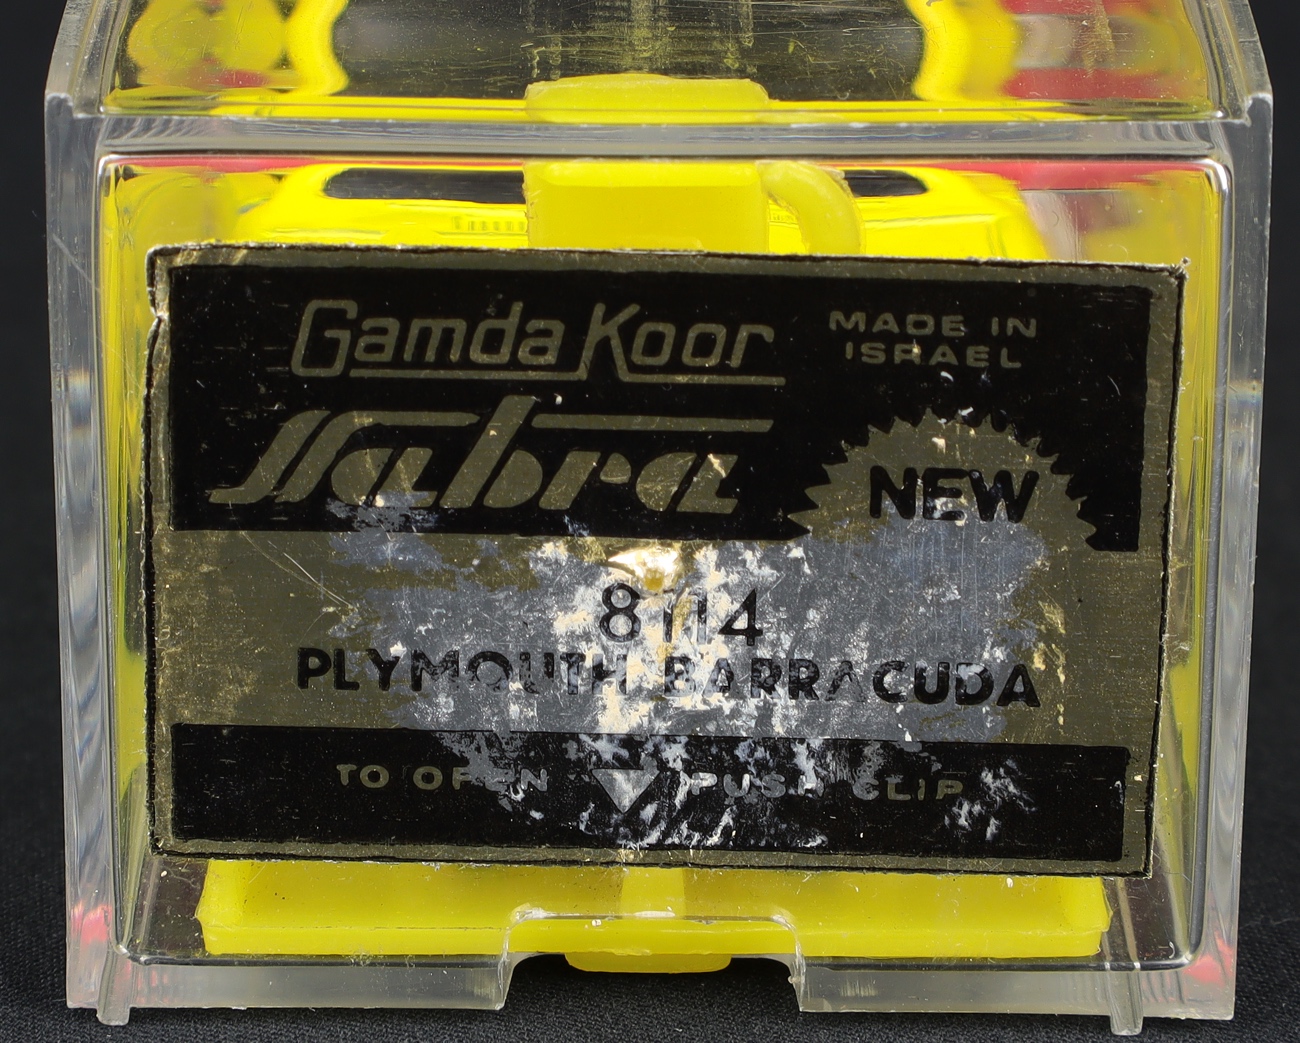 Gamda Koor
MADE IN
ISRAEL
Sabra
NEW
8114
PLYMOUTH BARRACUDA
TO OPEN PUSH CLIP